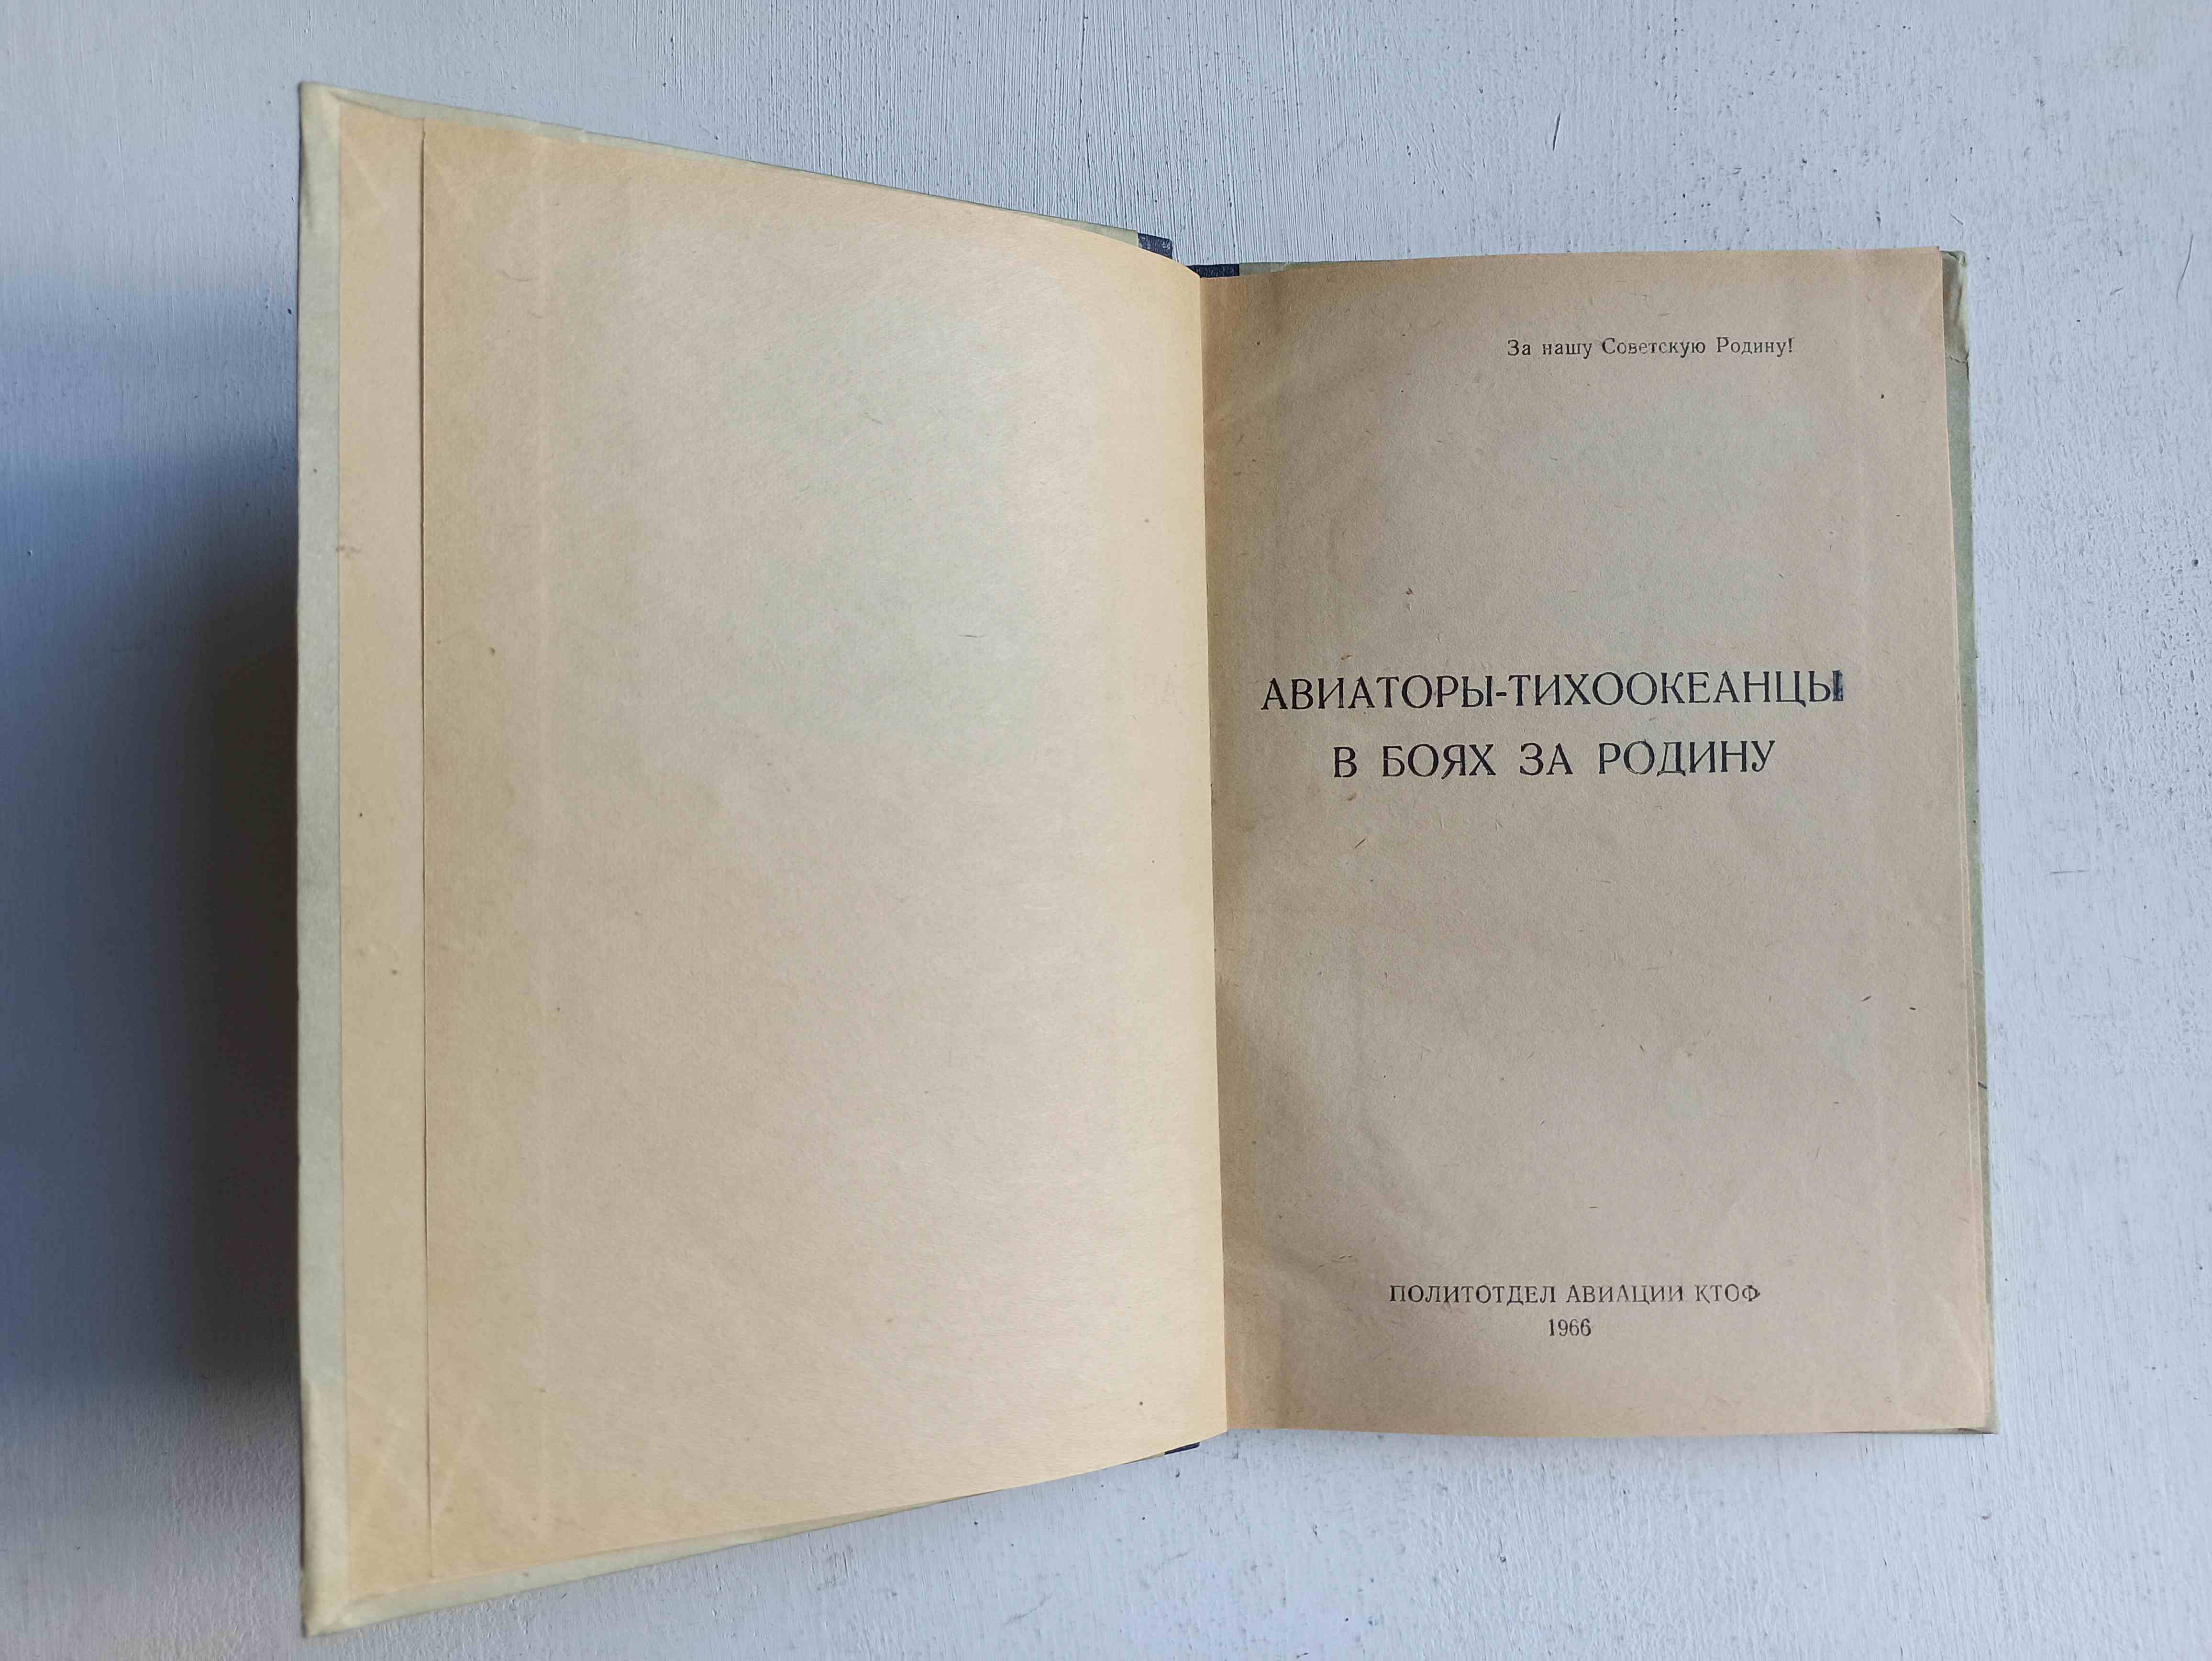 За нашу Советскую Родину!
АВИАТОРЫ-ТИХООКЕАНЦЫ
В БОЯХ ЗА РОДИНУ
ПОЛИТОТДЕЛ АВИАЦИИ КТОФ
1966